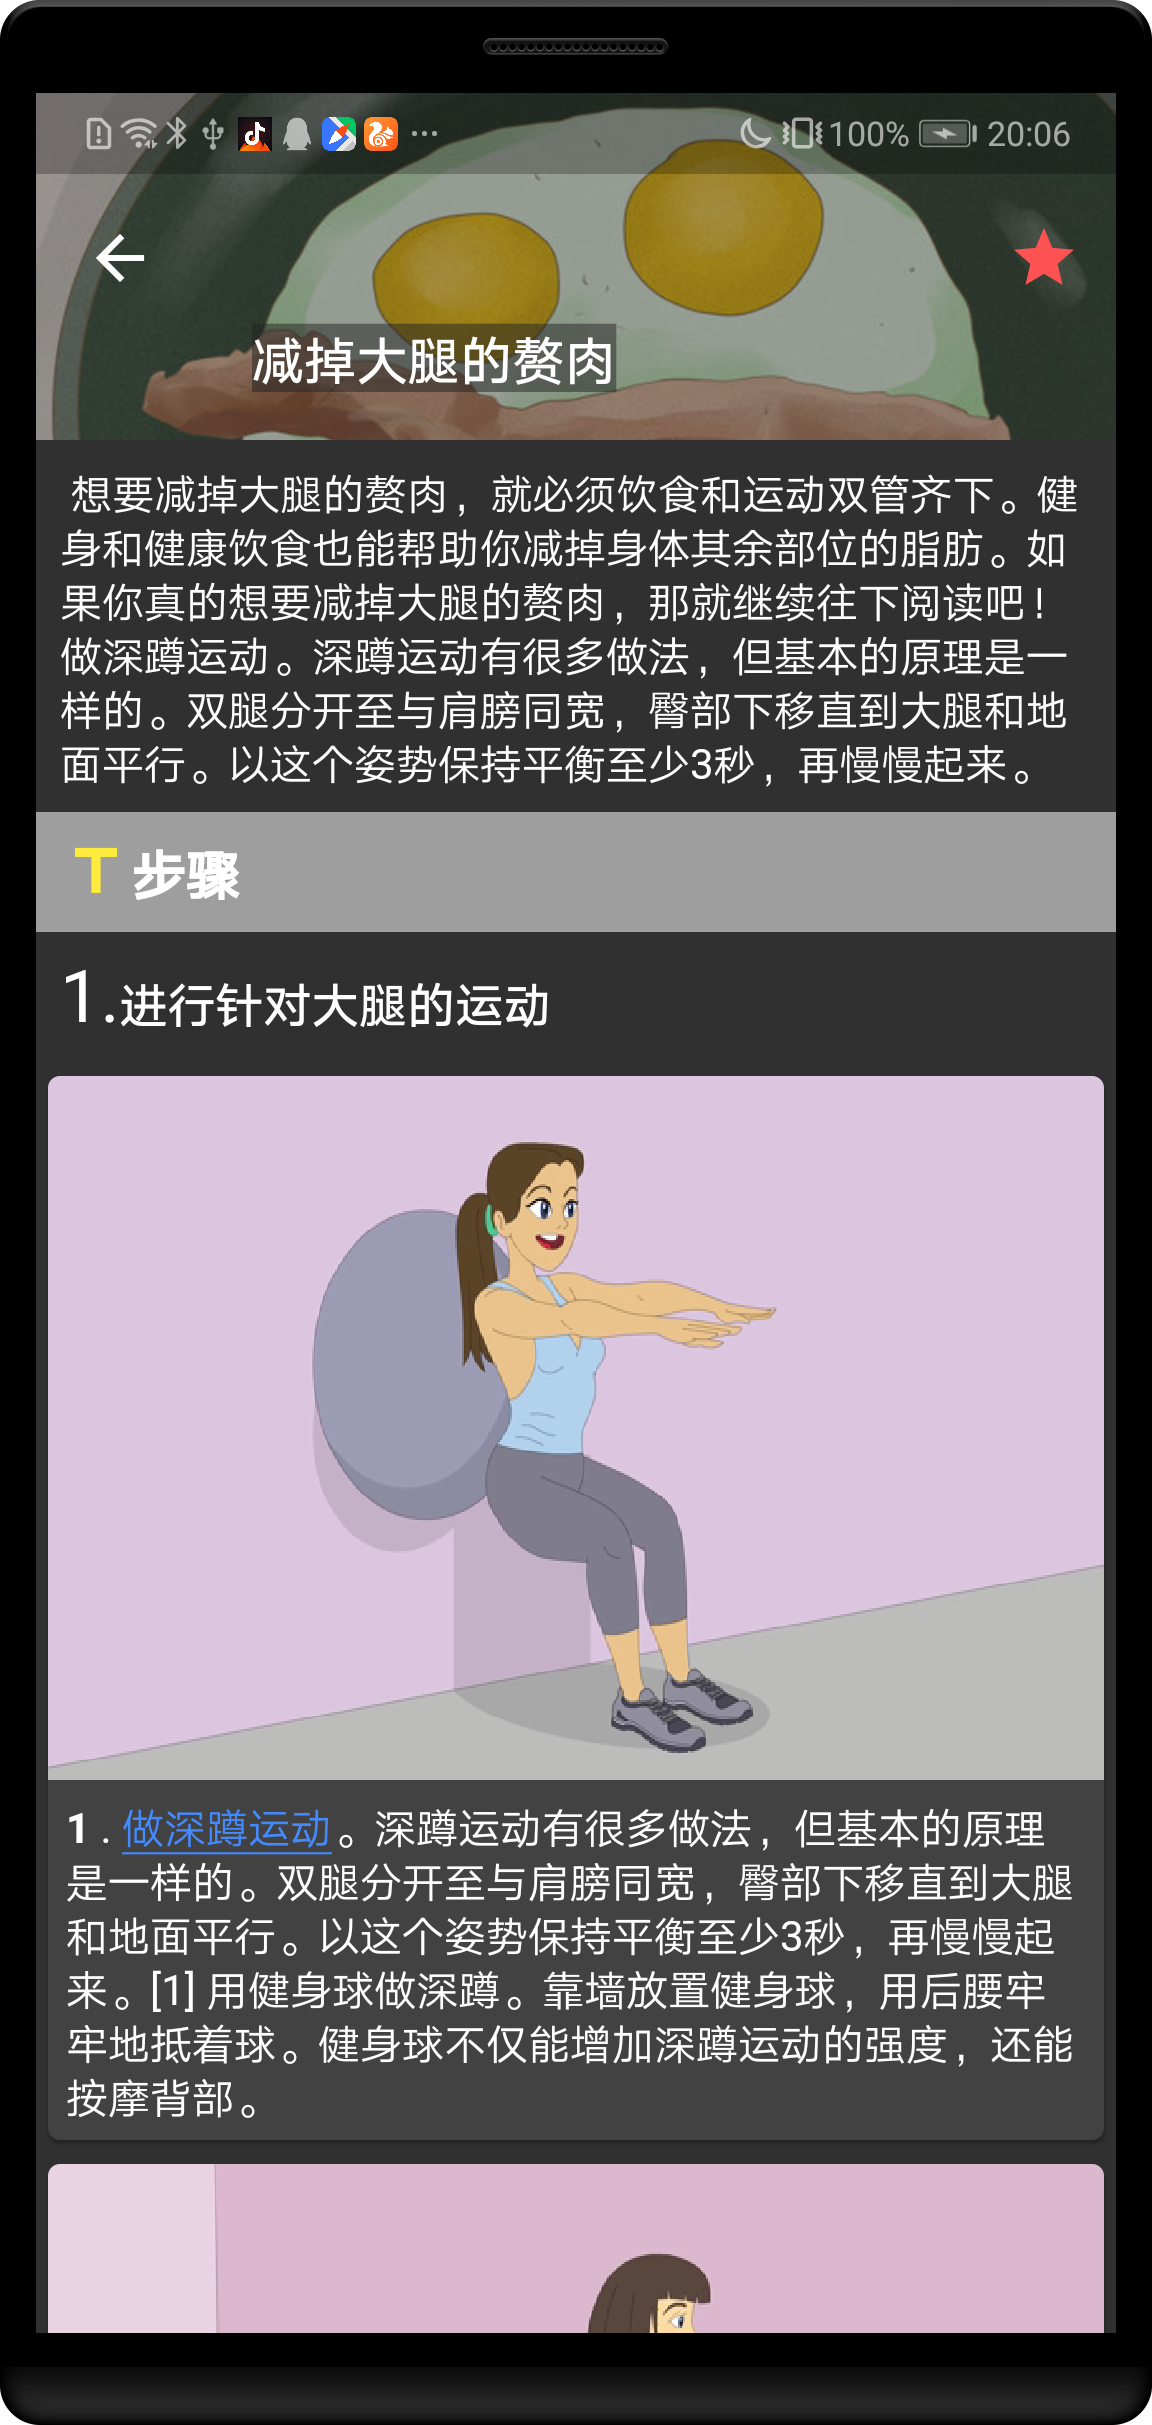 100% 20:06
减掉大腿的赘肉
想要减掉大腿的赘肉，就必须饮食和运动双管齐下。健
身和健康饮食也能帮助你减掉身体其余部位的脂肪。如
果你真的想要减掉大腿的赘肉，那就继续往下阅读吧！
做深蹲运动。深蹲运动有很多做法，但基本的原理是一
样的。双腿分开至与肩膀同宽，臀部下移直到大腿和地
面平行。以这个姿势保持平衡至少3秒，再慢慢起来。
T 步骤
1.进行针对大腿的运动
1 . 做深蹲运动。深蹲运动有很多做法，但基本的原理
是一样的。双腿分开至与肩膀同宽，臀部下移直到大腿
和地面平行。以这个姿势保持平衡至少3秒，再慢慢起
来。[1] 用健身球做深蹲。靠墙放置健身球，用后腰牢
牢地抵着球。健身球不仅能增加深蹲运动的强度，还能
按摩背部。